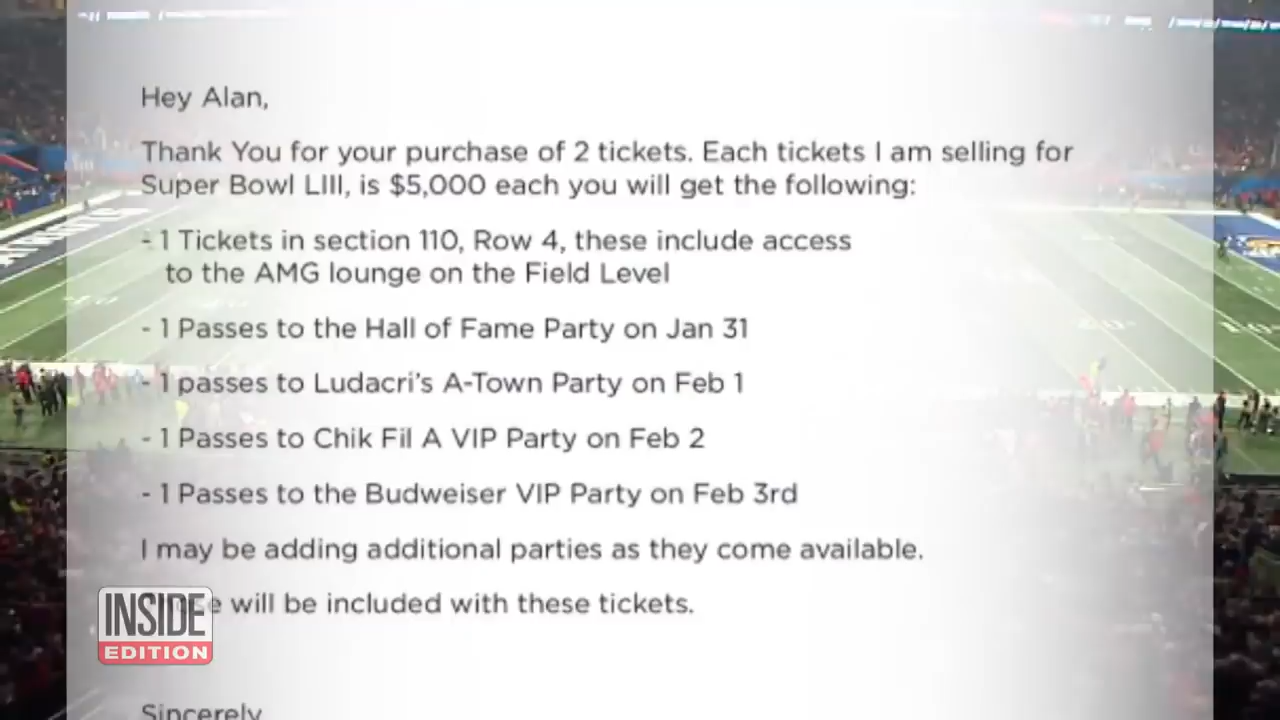 Hey Alan,
Thank You for your purchase of 2 tickets. Each tickets I am selling for
Super Bowl LIII, is $5,000 each you will get the following:
- 1 Tickets in section 110, Row 4, these include access
to the AMG lounge on the Field Level
- 1 Passes to the Hall of Fame Party on Jan 31
- 1 passes to Ludacri's A-Town Party on Feb 1
- 1 Passes to Chik Fil A VIP Party on Feb 2
- 1 Passes to the Budweiser VIP Party on Feb 3rd
I may be adding additional parties as they come available.
will be included with these tickets.
INSIDE
EDITION
Sincerely